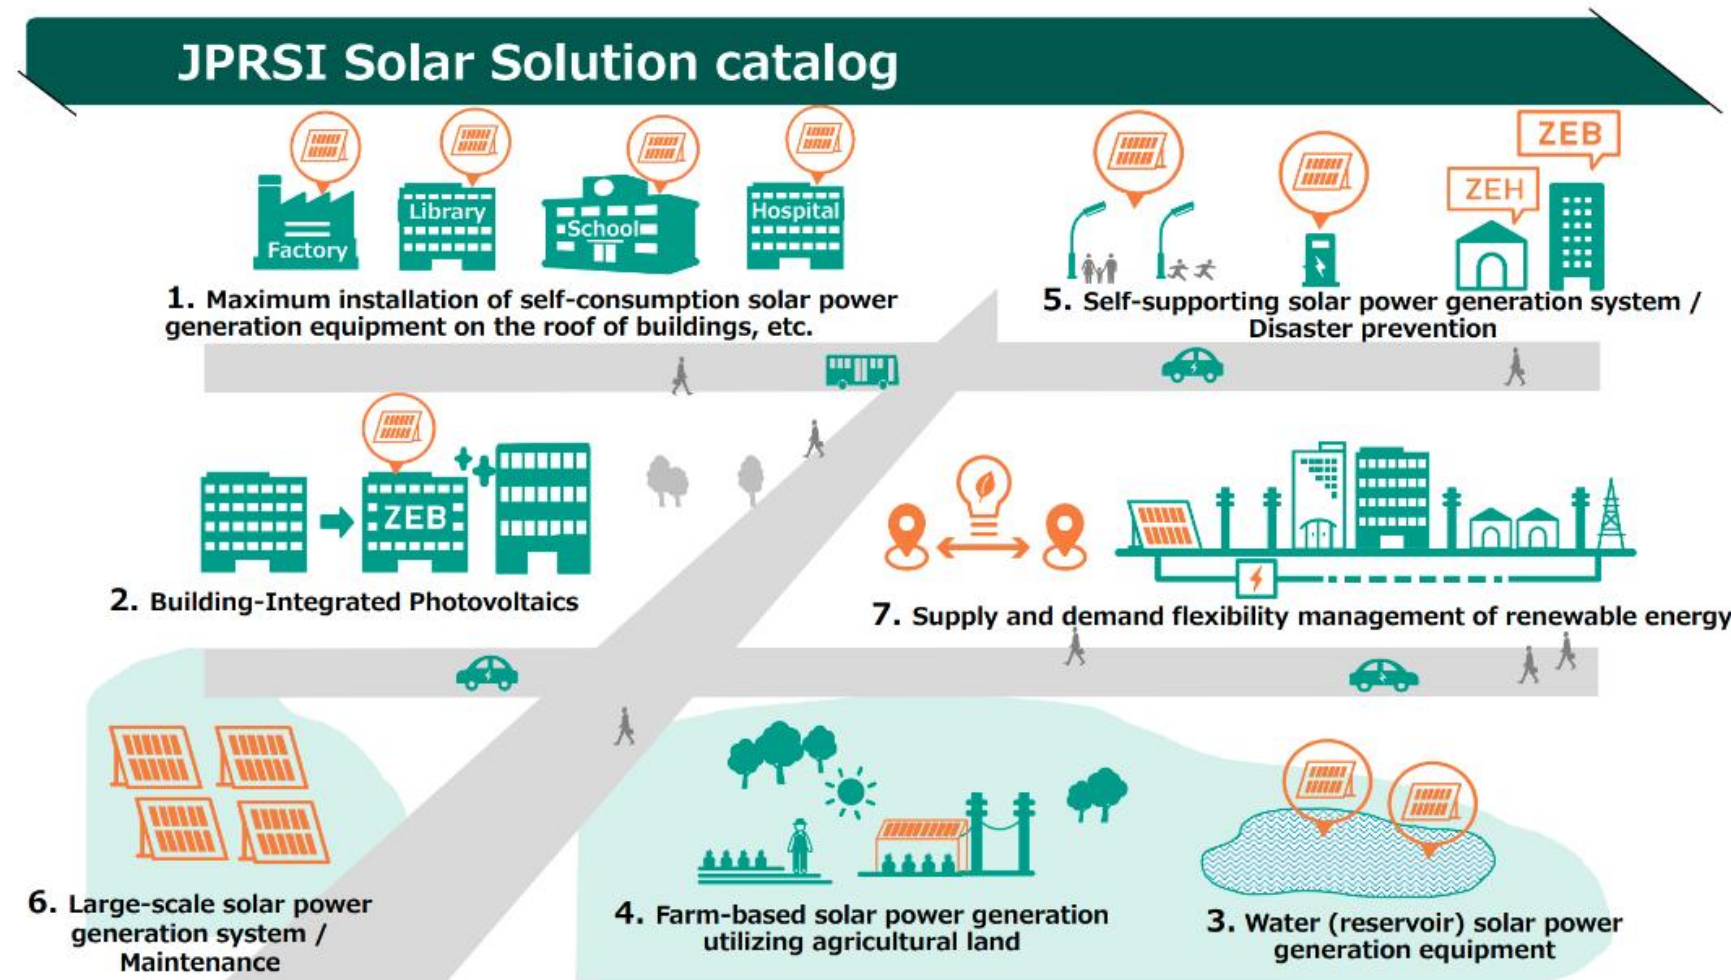 JPRSI Solar Solution catalog
Factory
Library
School
Hospital
1. Maximum installation of self-consumption solar power
generation equipment on the roof of buildings, etc.
ZEH
ZEB
5. Self-supporting solar power generation system /
Disaster prevention
ZEB
2. Building-Integrated Photovoltaics
7. Supply and demand flexibility management of renewable energy
6. Large-scale solar power
generation system /
Maintenance
4. Farm-based solar power generation
utilizing agricultural land
3. Water (reservoir) solar power
generation equipment